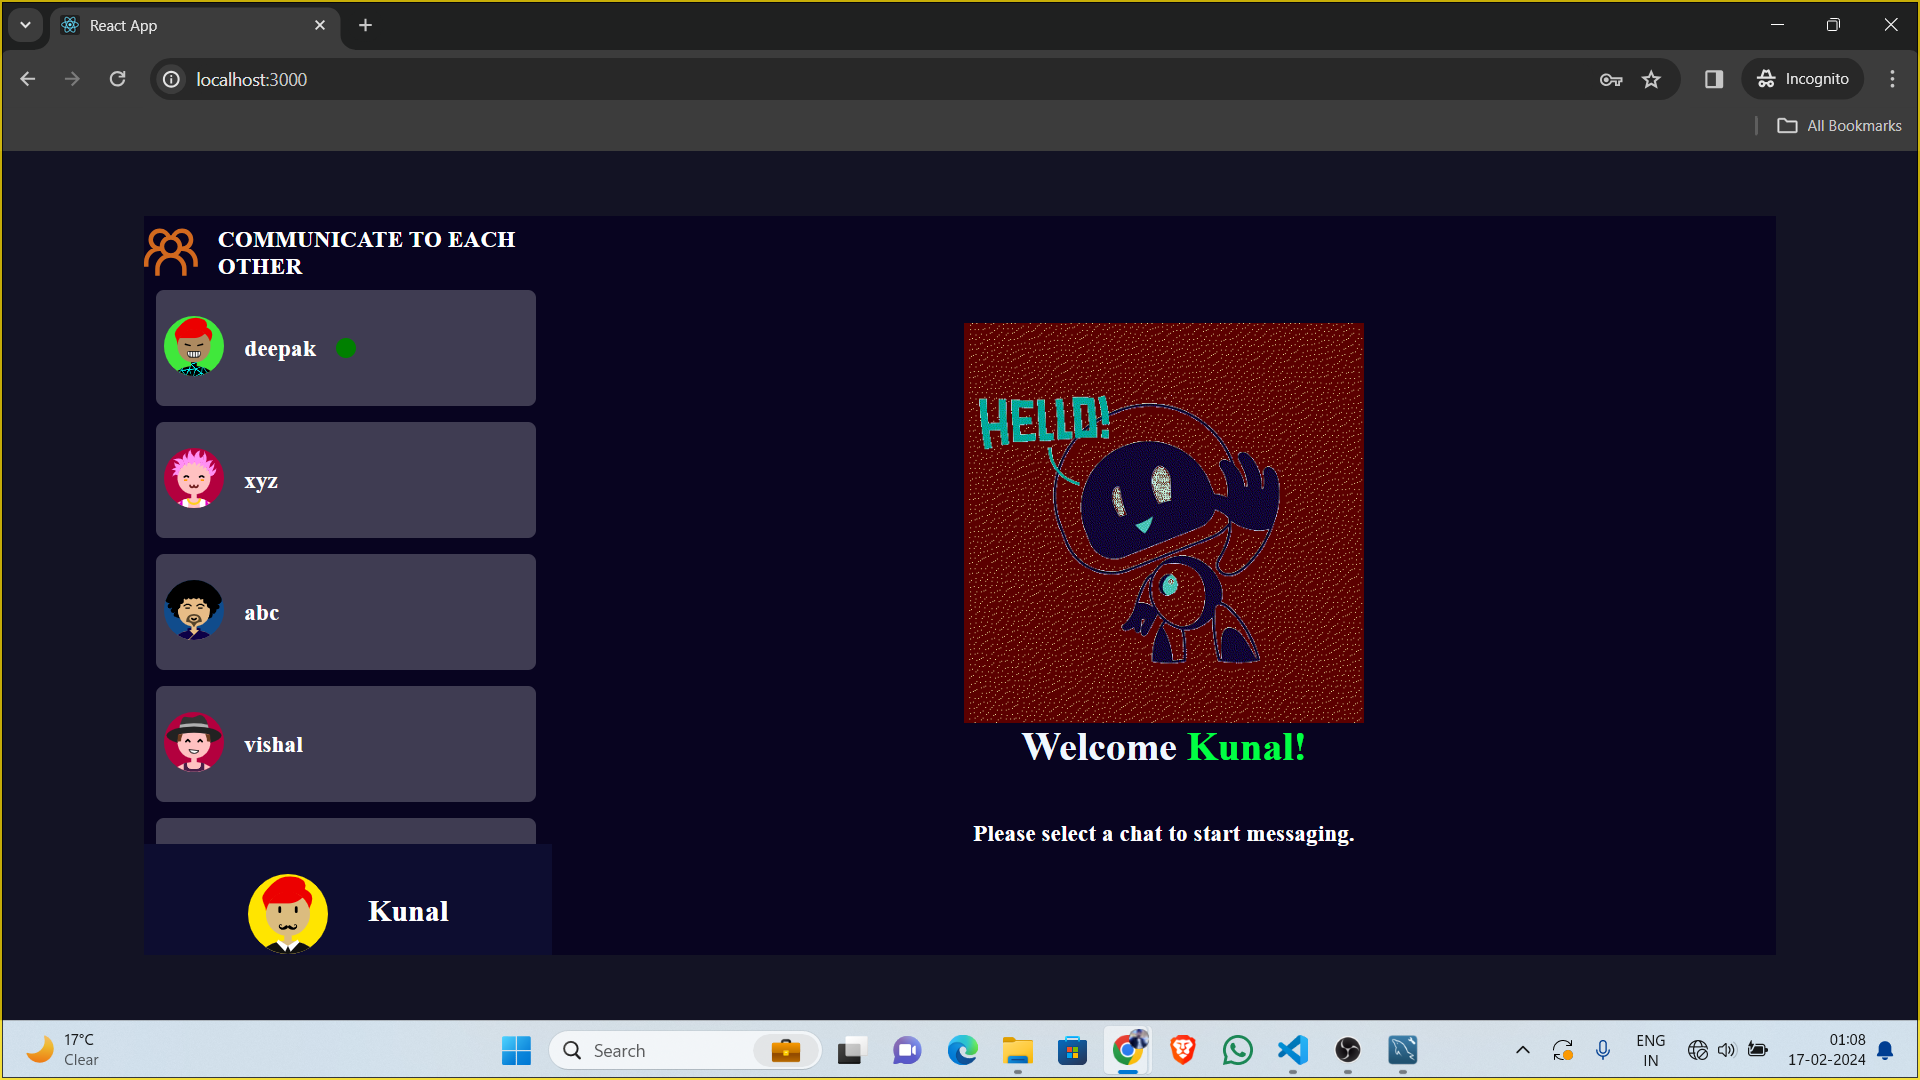 React App
localhost:3000
Incognito
All Bookmarks
COMMUNICATE TO EACH
OTHER
deepak
xyz
abc
vishal
Kunal
HELLO!
Welcome Kunal!
Please select a chat to start messaging.
17°C
Clear
Search
ENG
IN
01:08
17-02-2024